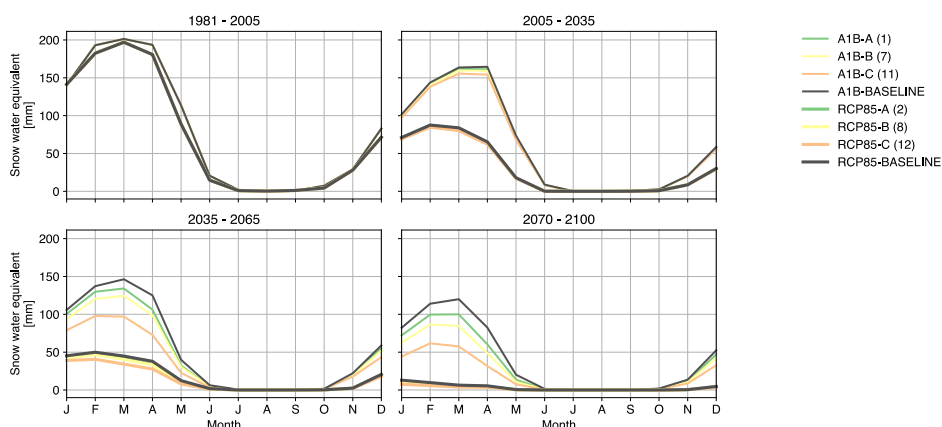 1981 - 2005
2005 - 2035
200
150
100
50
0
Snow water equivalent
[mm]
A1B-A (1)
A1B-B (7)
A1B-C (11)
A1B-BASELINE
RCP85-A (2)
RCP85-B (8)
RCP85-C (12)
RCP85-BASELINE
2035 - 2065
2070 - 2100
200
150
100
50
0
Snow water equivalent
[mm]
J F M A M J J A S O N D
J F M A M J J A S O N D
Month
Month